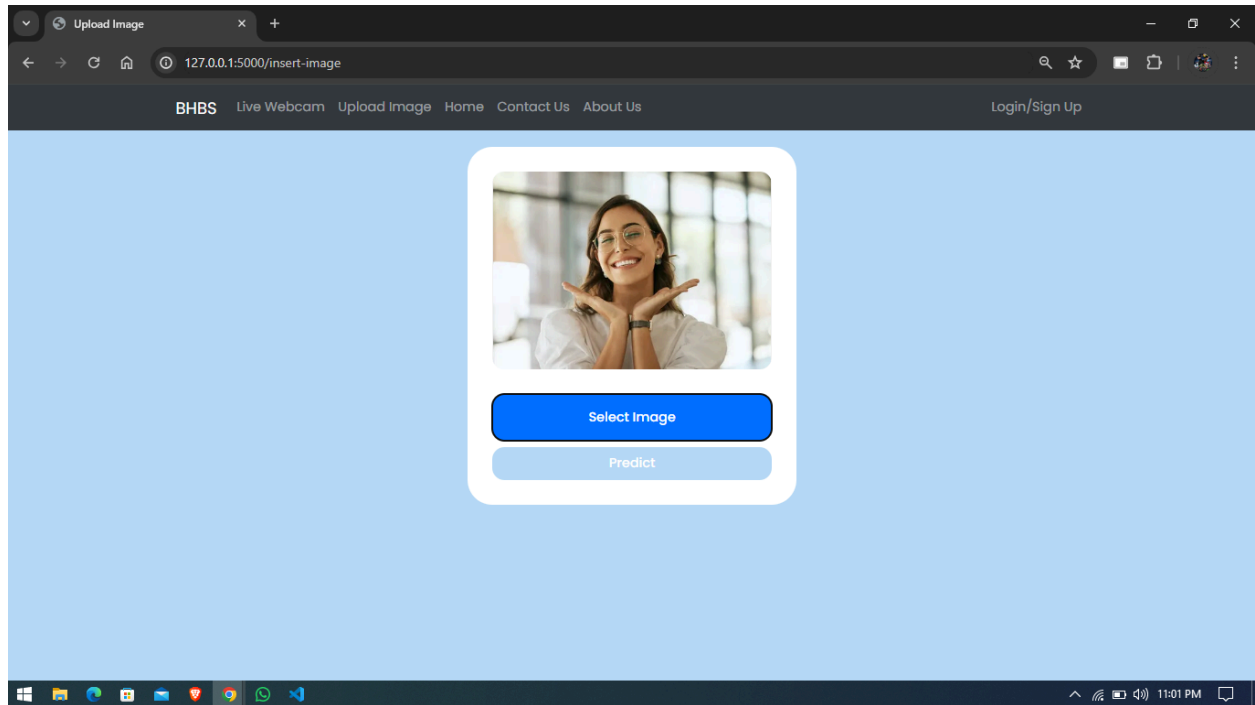 Upload Image
127.0.0.1:5000/insert-image
BHBS Live Webcam Upload Image Home Contact Us About Us Login/Sign Up
Select Image
Predict
11:01 PM